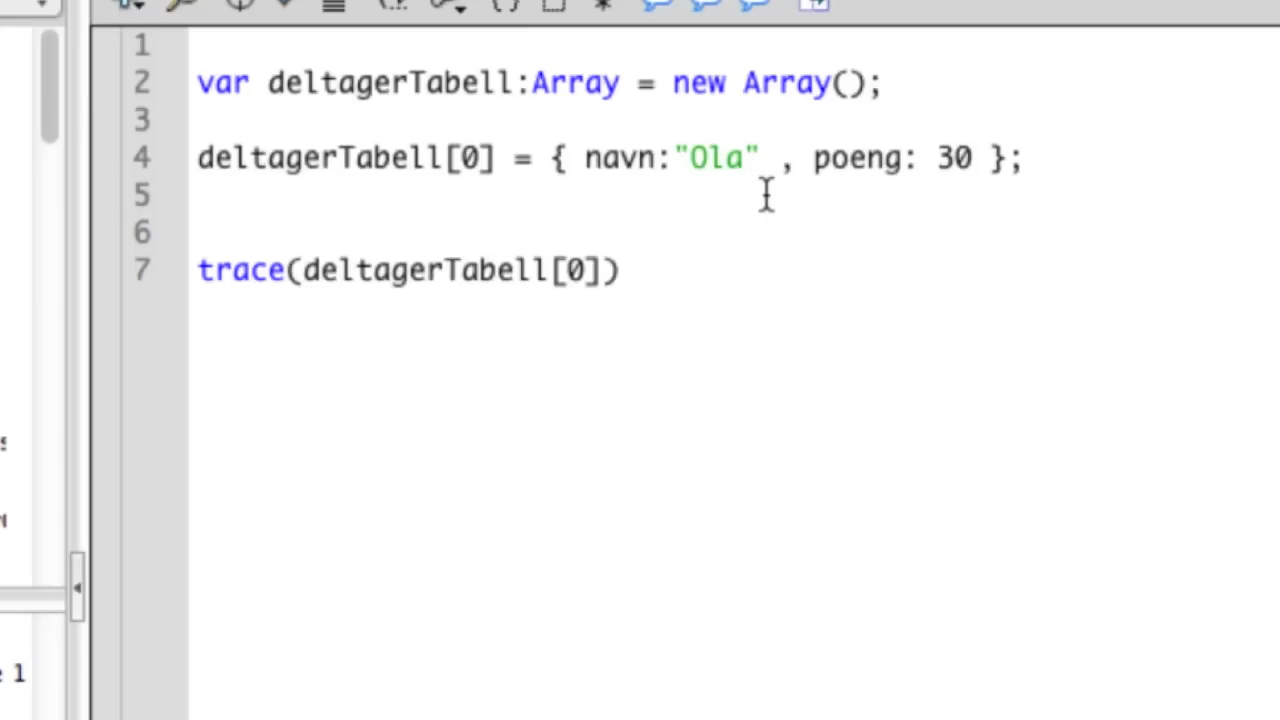 1
2 var deltagerTabell:Array = new Array();
3
4 deltagerTabell[0] = { navn:"Ola" , poeng: 30 };
5
6
7 trace(deltagerTabell[0])
1